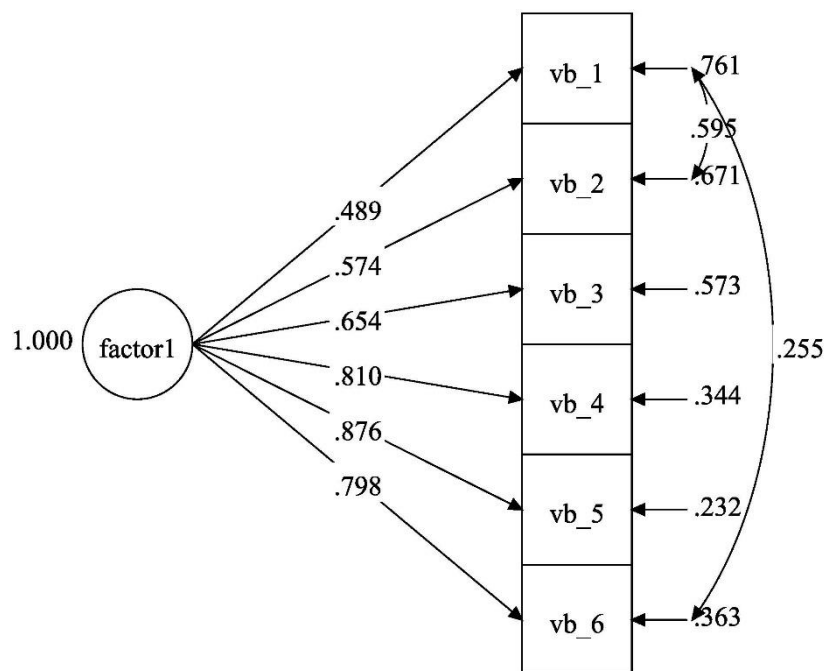 vb_1
.761
.595
vb_2
.671
.489
.574
vb_3
.573
.654
1.000
factor1
.255
.810
vb_4
.344
.876
.798
vb_5
.232
vb_6
.363